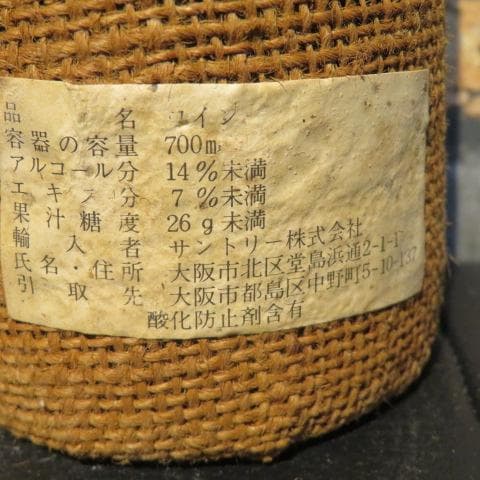 品名 ワイン
容器の容量 700ml
アルコール分 14%未満
エキス分 7%未満
果汁糖度 26g未満
輸入者 サントリー株式会社
氏名・住所 大阪市北区堂島浜通2-1-1
引取先 大阪市都島区中野町5-10-137
酸化防止剤含有